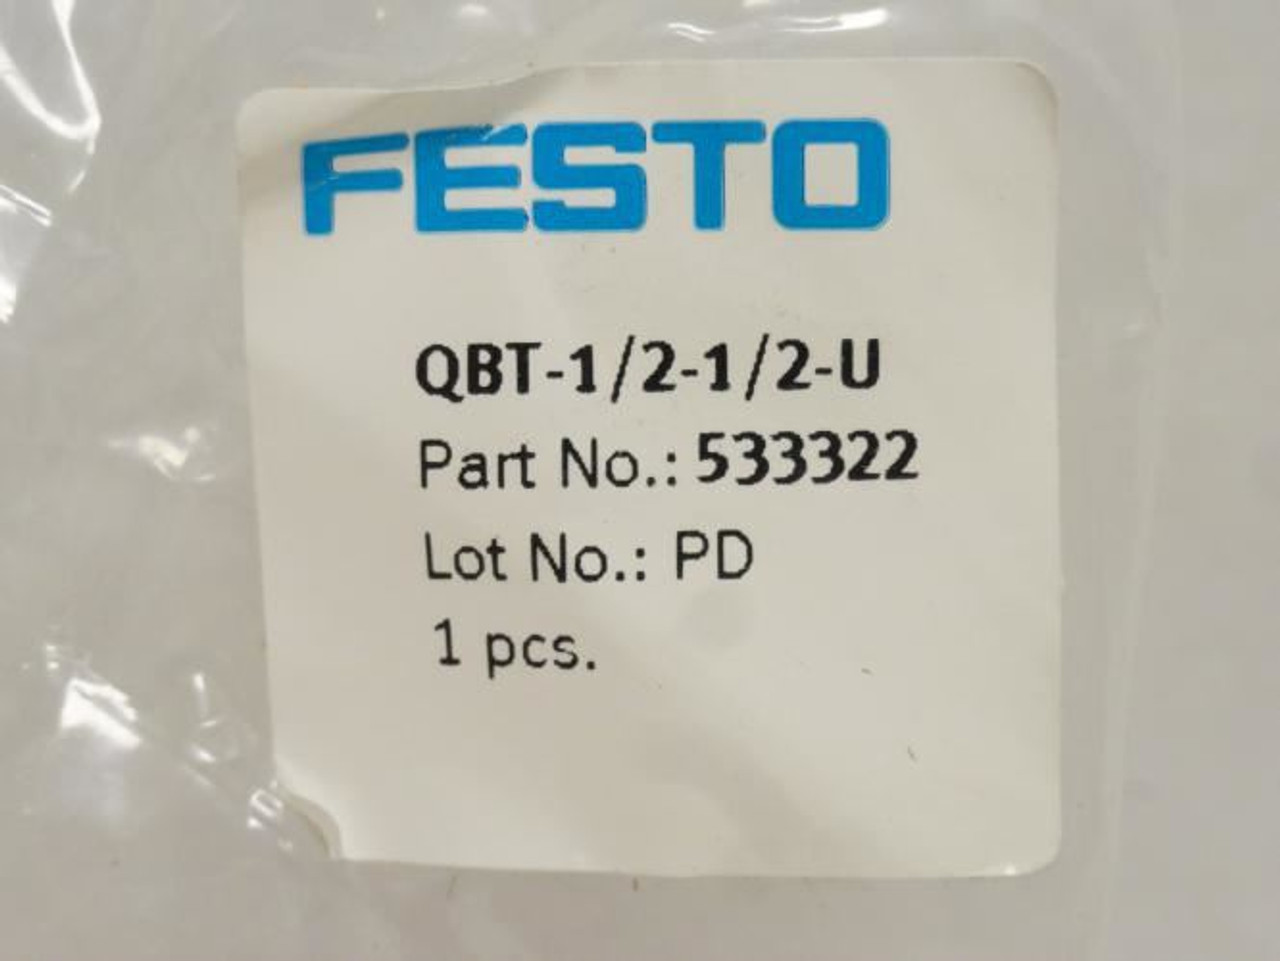 FESTO
QBT-1/2-1/2-U
Part No.: 533322
Lot No.: PD
1 pcs.